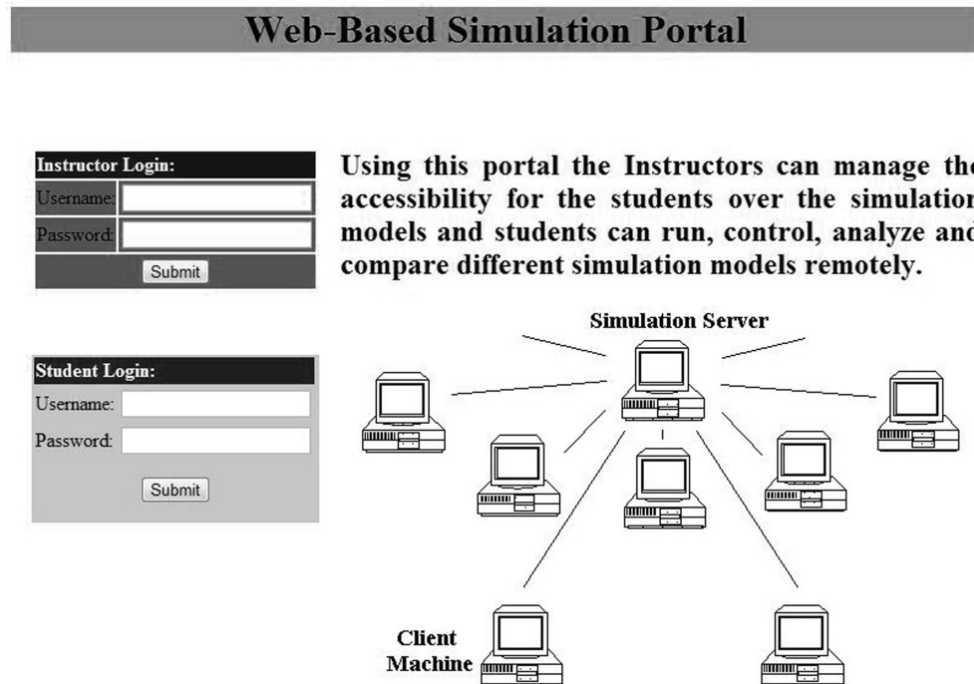 Web-Based Simulation Portal
Instructor Login:
Username:
Password:
Submit
Using this portal the Instructors can manage the
accessibility for the students over the simulation
models and students can run, control, analyze and
compare different simulation models remotely.
Student Login:
Username:
Password:
Submit
Simulation Server
Client
Machine